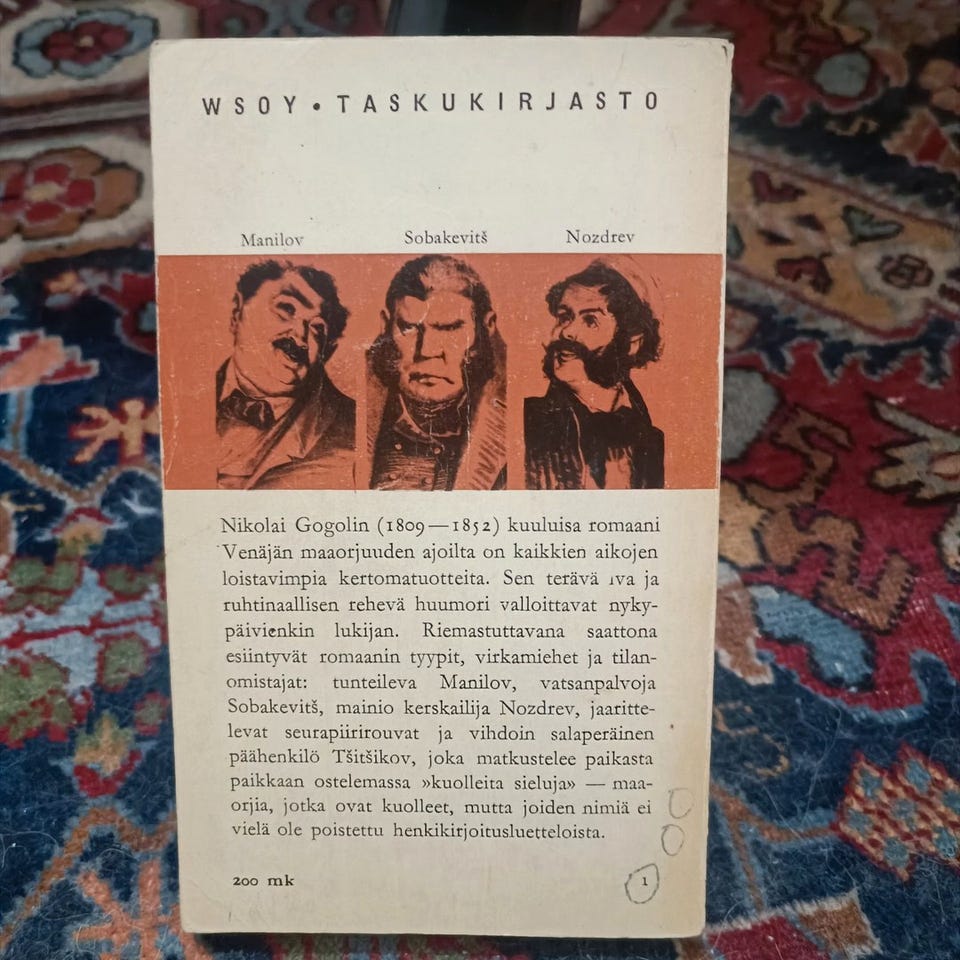 WSOY • TASKUKIRJASTO
Manilov Sobakevitš Nozdrev
Nikolai Gogolin (1809—1852) kuuluisa romaani
Venäjän maaorjuuden ajoilta on kaikkien aikojen
loistavimpia kertomatuotteita. Sen terävä iva ja
ruhtinaallisen rehevä huumori valloittavat nyky-
päivienkin lukijan. Riemastuttavana saattona
esiintyvät romaanin tyypit, virkamiehet ja tilan-
omistajat: tunteileva Manilov, vatsanpalvoja
Sobakevitš, mainio kerskailija Nozdrev, jaaritte-
levat seurapiirirouvat ja vihdoin salaperäinen
päähenkilö Tšitšikov, joka matkustelee paikasta
paikkaan ostelemassa »kuolleita sieluja» — maa-
orjia, jotka ovat kuolleet, mutta joiden nimiä ei
vielä ole poistettu henkikirjoitusluetteloista.
200 mk 1